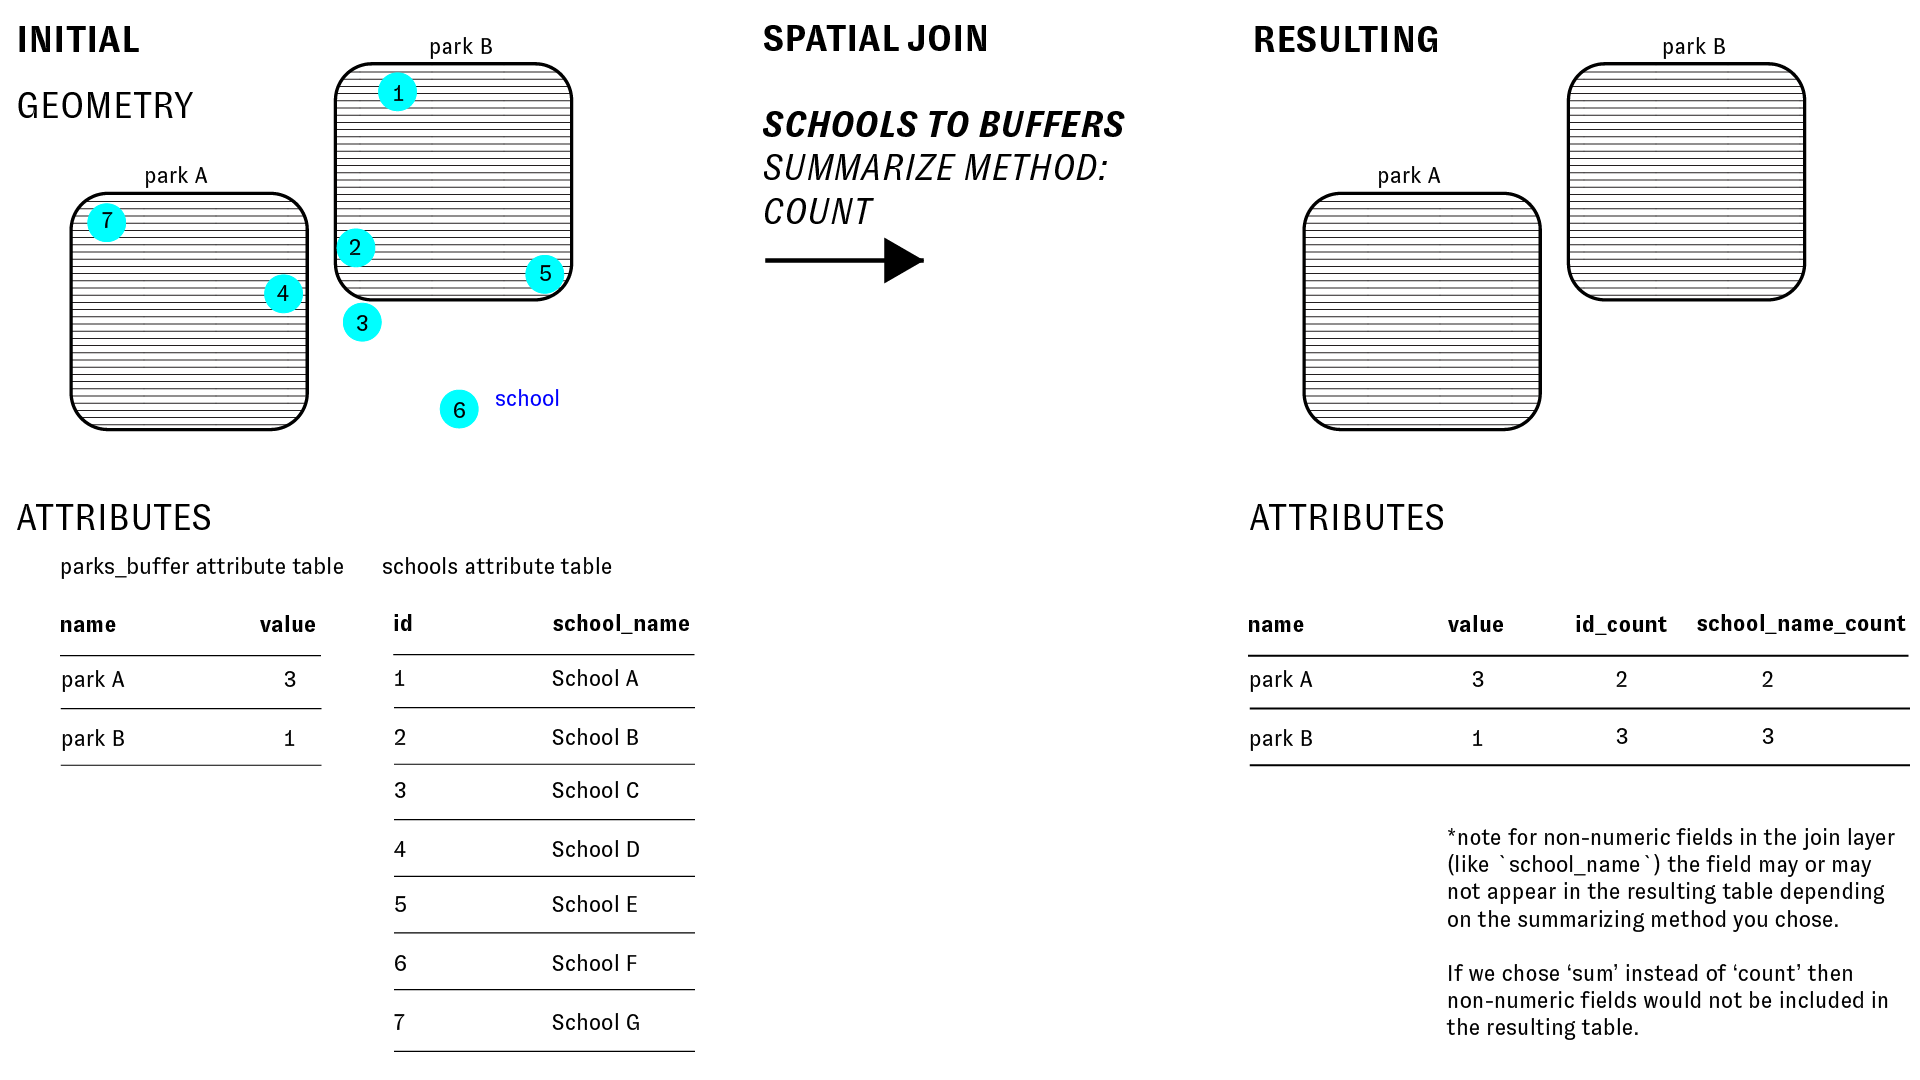 INITIAL
GEOMETRY
park B
1
park A
7
2
5
4
3
6
school
SPATIAL JOIN
SCHOOLS TO BUFFERS
SUMMARIZE METHOD:
COUNT
RESULTING
park B
park A
ATTRIBUTES
parks_buffer attribute table
name value
park A 3
park B 1
schools attribute table
id school_name
1 School A
2 School B
3 School C
4 School D
5 School E
6 School F
7 School G
ATTRIBUTES
name value id_count school_name_count
park A 3 2 2
park B 1 3 3
*note for non-numeric fields in the join layer
(like `school_name`) the field may or may
not appear in the resulting table depending
on the summarizing method you chose.
If we chose ‘sum’ instead of ‘count’ then
non-numeric fields would not be included in
the resulting table.